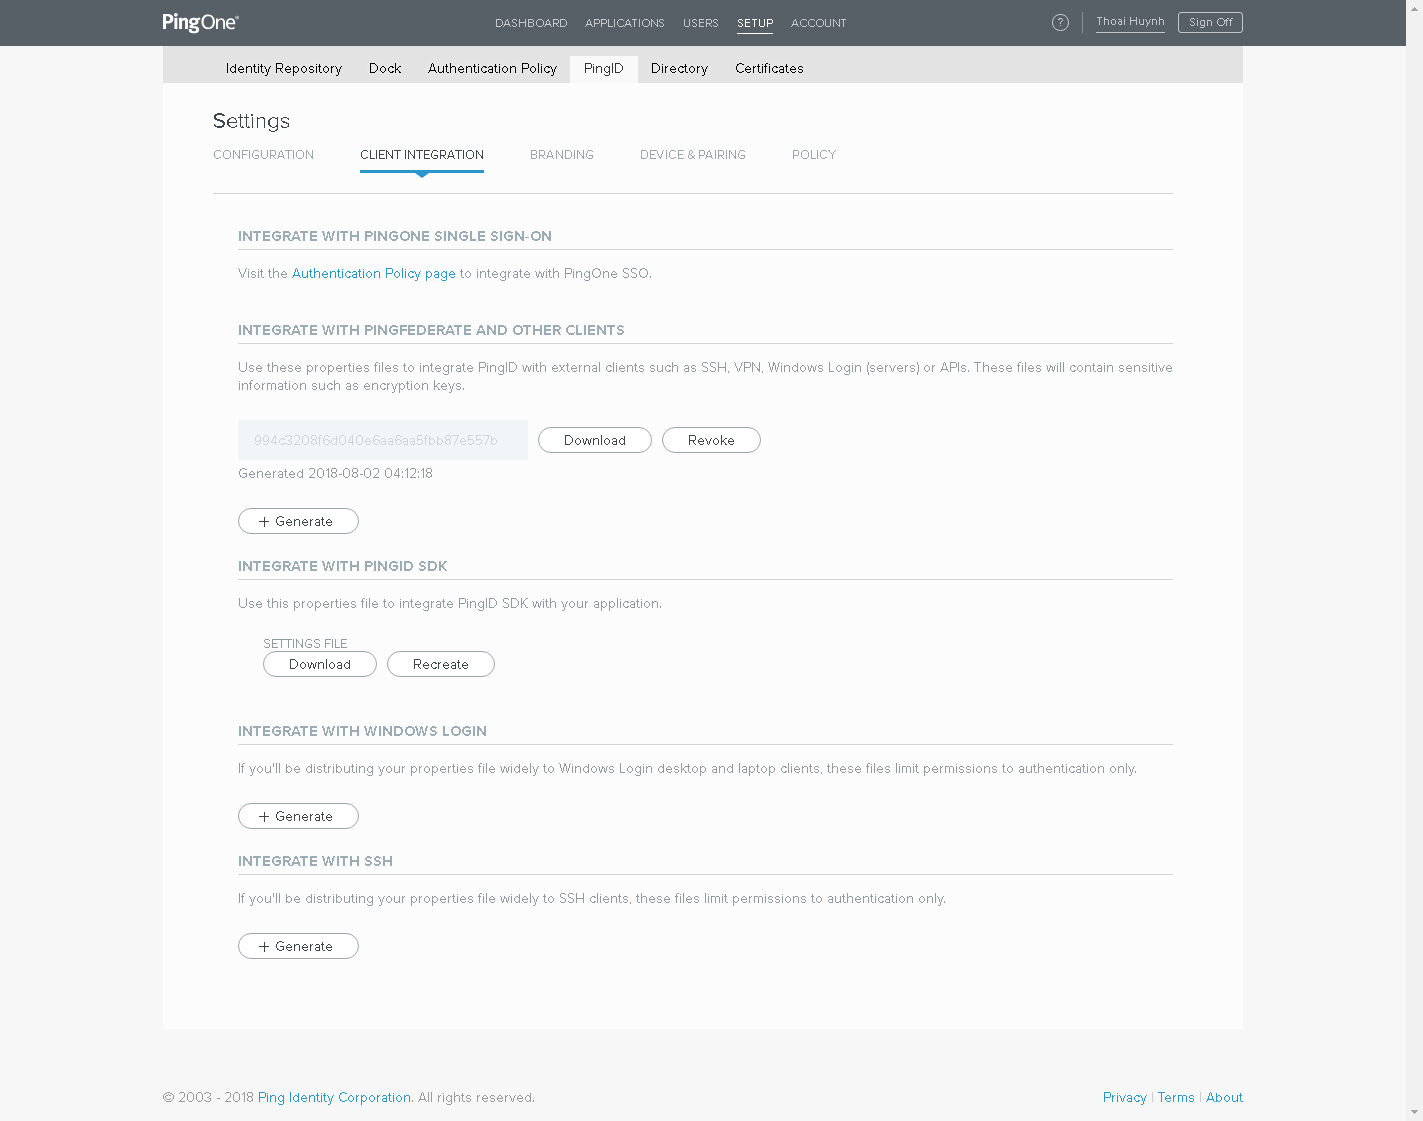 PingOne®
DASHBOARD APPLICATIONS USERS SETUP ACCOUNT
? Thoai Huynh Sign Off
Identity Repository Dock Authentication Policy PingID Directory Certificates
Settings
CONFIGURATION CLIENT INTEGRATION BRANDING DEVICE & PAIRING POLICY
INTEGRATE WITH PINGONE SINGLE SIGN-ON
Visit the Authentication Policy page to integrate with PingOne SSO.
INTEGRATE WITH PINGFEDERATE AND OTHER CLIENTS
Use these properties files to integrate PingID with external clients such as SSH, VPN, Windows Login (servers) or APIs. These files will contain sensitive
information such as encryption keys.
994c3208f6d040e6aa6aa5fbb87e557b Download Revoke
Generated 2018-08-02 04:12:18
+ Generate
INTEGRATE WITH PINGID SDK
Use this properties file to integrate PingID SDK with your application.
SETTINGS FILE
Download Recreate
INTEGRATE WITH WINDOWS LOGIN
If you'll be distributing your properties file widely to Windows Login desktop and laptop clients, these files limit permissions to authentication only.
+ Generate
INTEGRATE WITH SSH
If you'll be distributing your properties file widely to SSH clients, these files limit permissions to authentication only.
+ Generate
© 2003 - 2018 Ping Identity Corporation. All rights reserved.
Privacy | Terms | About